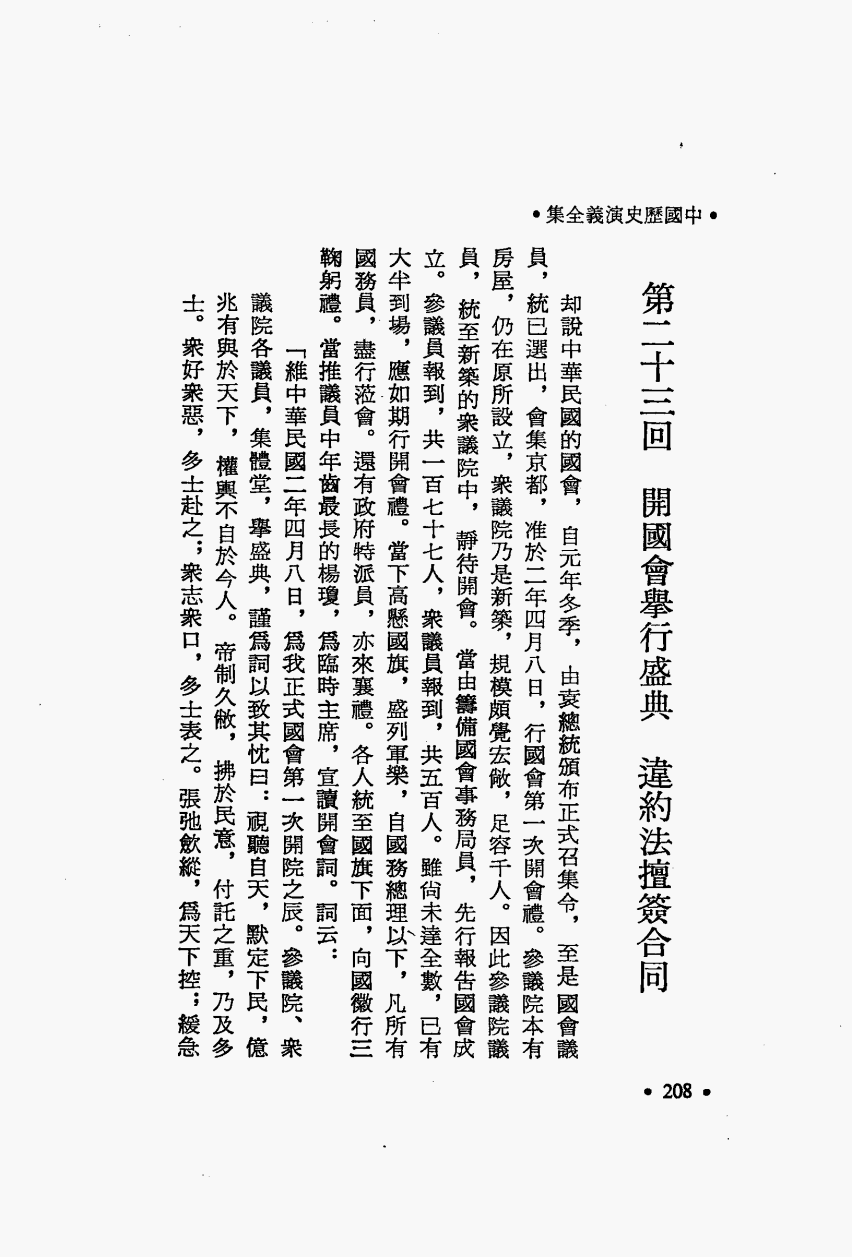 •中國歷史演義全集•
第二十三回　開國會舉行盛典　違約法擅簽合同
却說中華民國的國會，自元年冬季，由袁總統頒布正式召集令，至是國會議
員，統已選出，會集京都，准於二年四月八日，行國會第一次開會禮。參議院本有
房屋，仍在原所設立，衆議院乃是新築，規模頗覺宏敞，足容千人。因此參議院議
員，統至新築的衆議院中，靜待開會。當由籌備國會事務局員，先行報告國會成
立。參議員報到，共一百七十七人，衆議員報到，共五百人。雖尙未達全數，已有
大半到場，應如期行開會禮。當下高懸國旗，盛列軍樂，自國務總理以下，凡所有
國務員，盡行蒞會。還有政府特派員，亦來襄禮。各人統至國旗下面，向國徽行三
鞠躬禮。當推議員中年齒最長的楊瓊，爲臨時主席，宣讀開會詞。詞云：
「維中華民國二年四月八日，爲我正式國會第一次開院之辰。參議院、衆
議院各議員，集體堂，舉盛典，謹爲詞以致其忱曰：視聽自天，默定下民，億
兆有與於天下，權輿不自於今人。帝制久敝，拂於民意，付託之重，乃及多
士。衆好衆惡，多士赴之；衆志衆口，多士表之。張弛歛縱，爲天下控；緩急
•208•